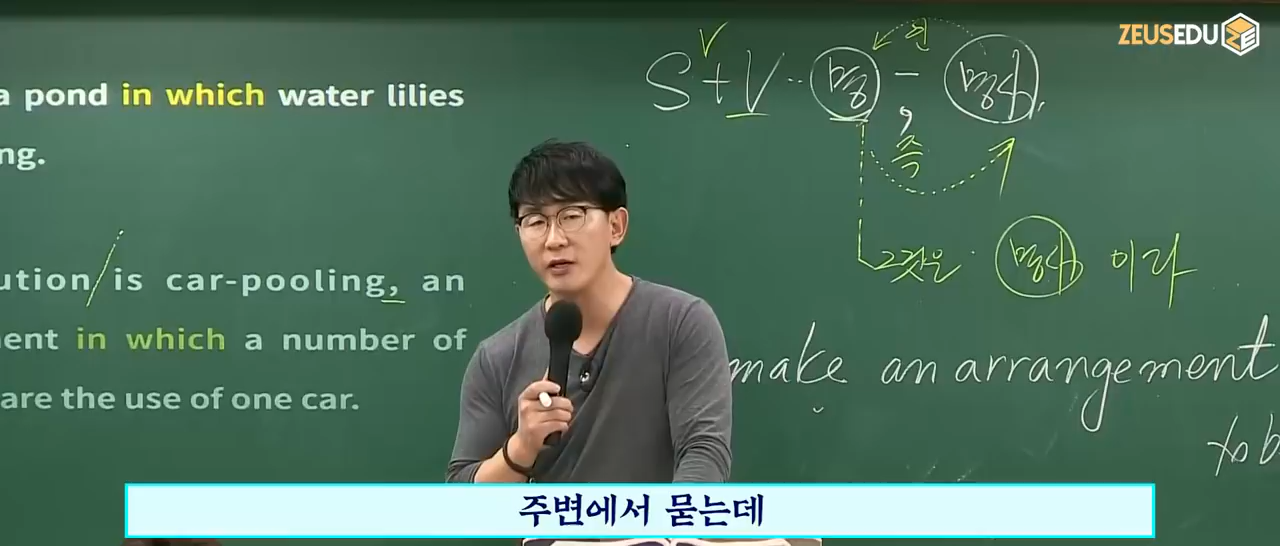 ZEUSEDU
a pond in which water lilies
ng.
S + V ·· 명 – 명사.
인
, 즉
그것은 명사 이라
ution / is car-pooling, an
ent in which a number of
are the use of one car.
make an arrangement
to b
주변에서 묻는데